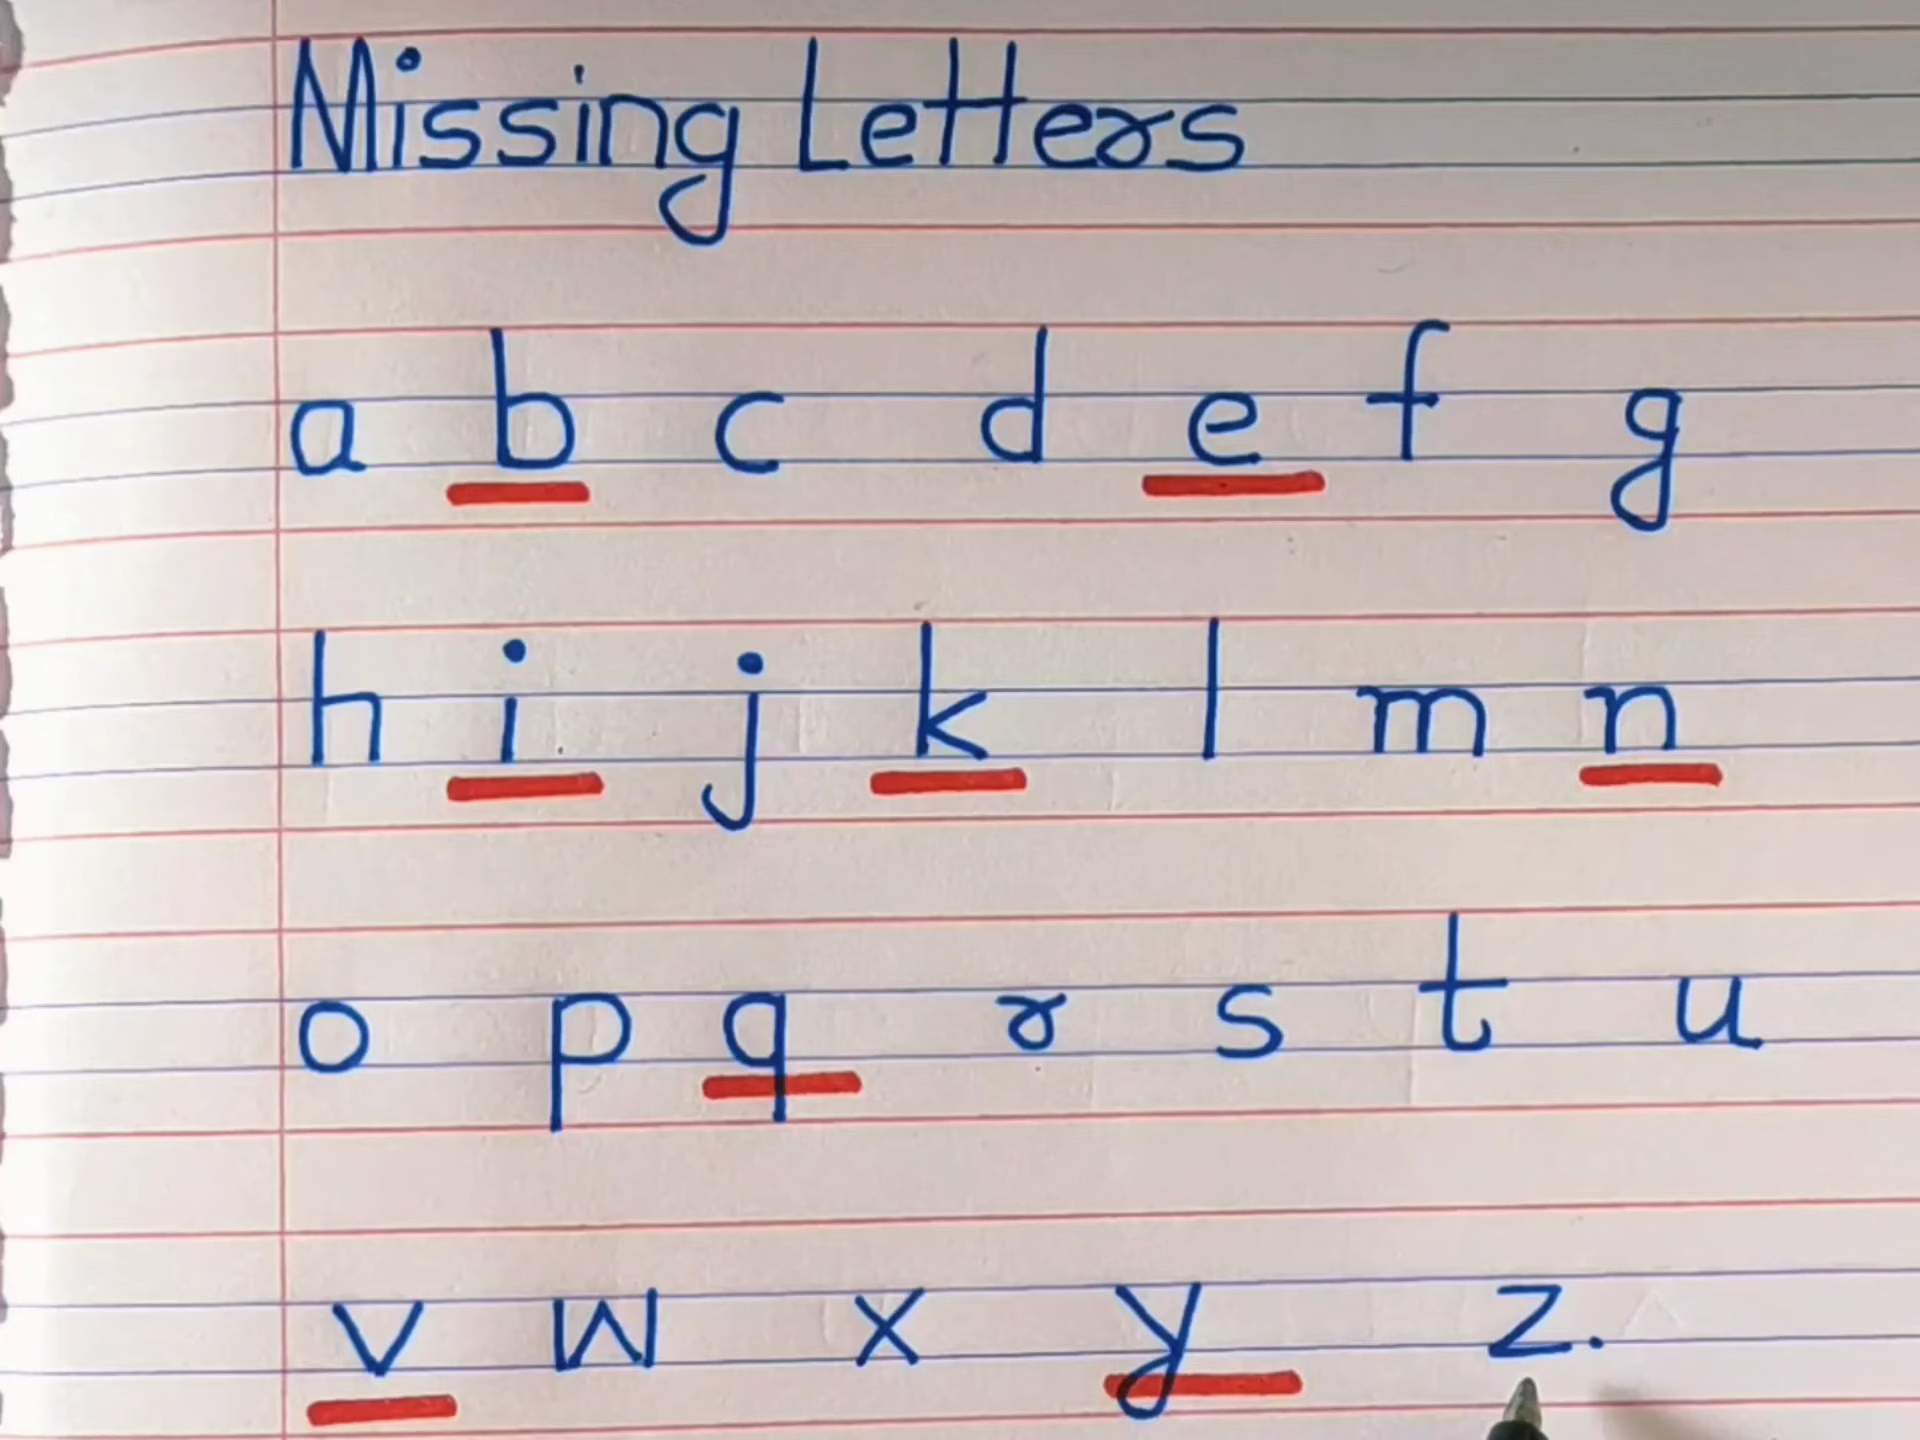 Missing Letters
a b c d e f g
h i j k l m n
o p q r s t u
v w x y z.